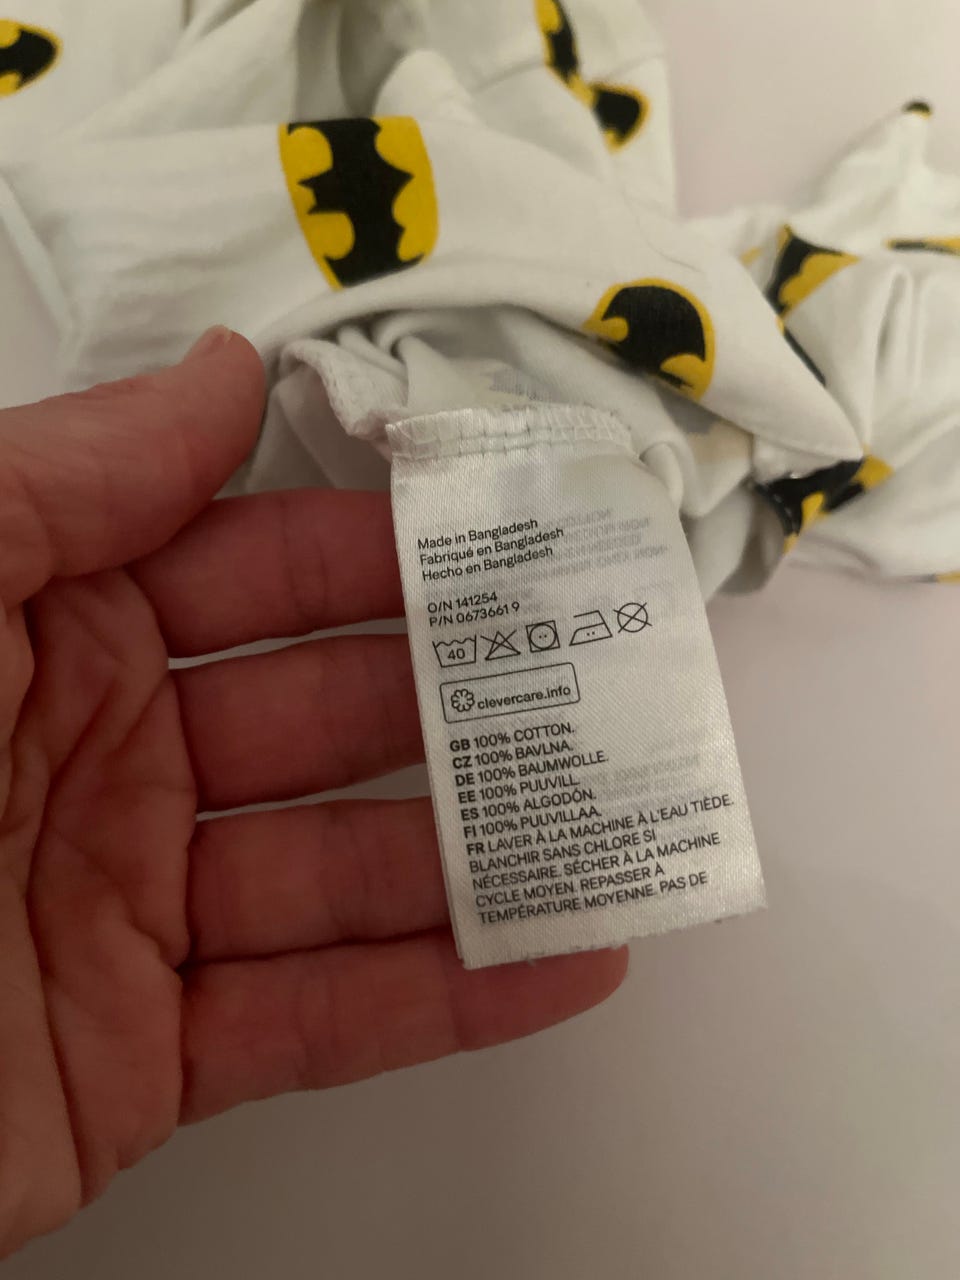 Made in Bangladesh
Fabriqué en Bangladesh
Hecho en Bangladesh
O/N 141254
P/N 0673661 9
40
clevercare.info
GB 100% COTTON.
CZ 100% BAVLNA.
DE 100% BAUMWOLLE.
EE 100% PUUVILL.
ES 100% ALGODÓN.
FI 100% PUUVILLAA.
FR LAVER À LA MACHINE À L'EAU TIÈDE.
BLANCHIR SANS CHLORE SI
NÉCESSAIRE. SÉCHER À LA MACHINE
CYCLE MOYEN. REPASSER À
TEMPÉRATURE MOYENNE. PAS DE